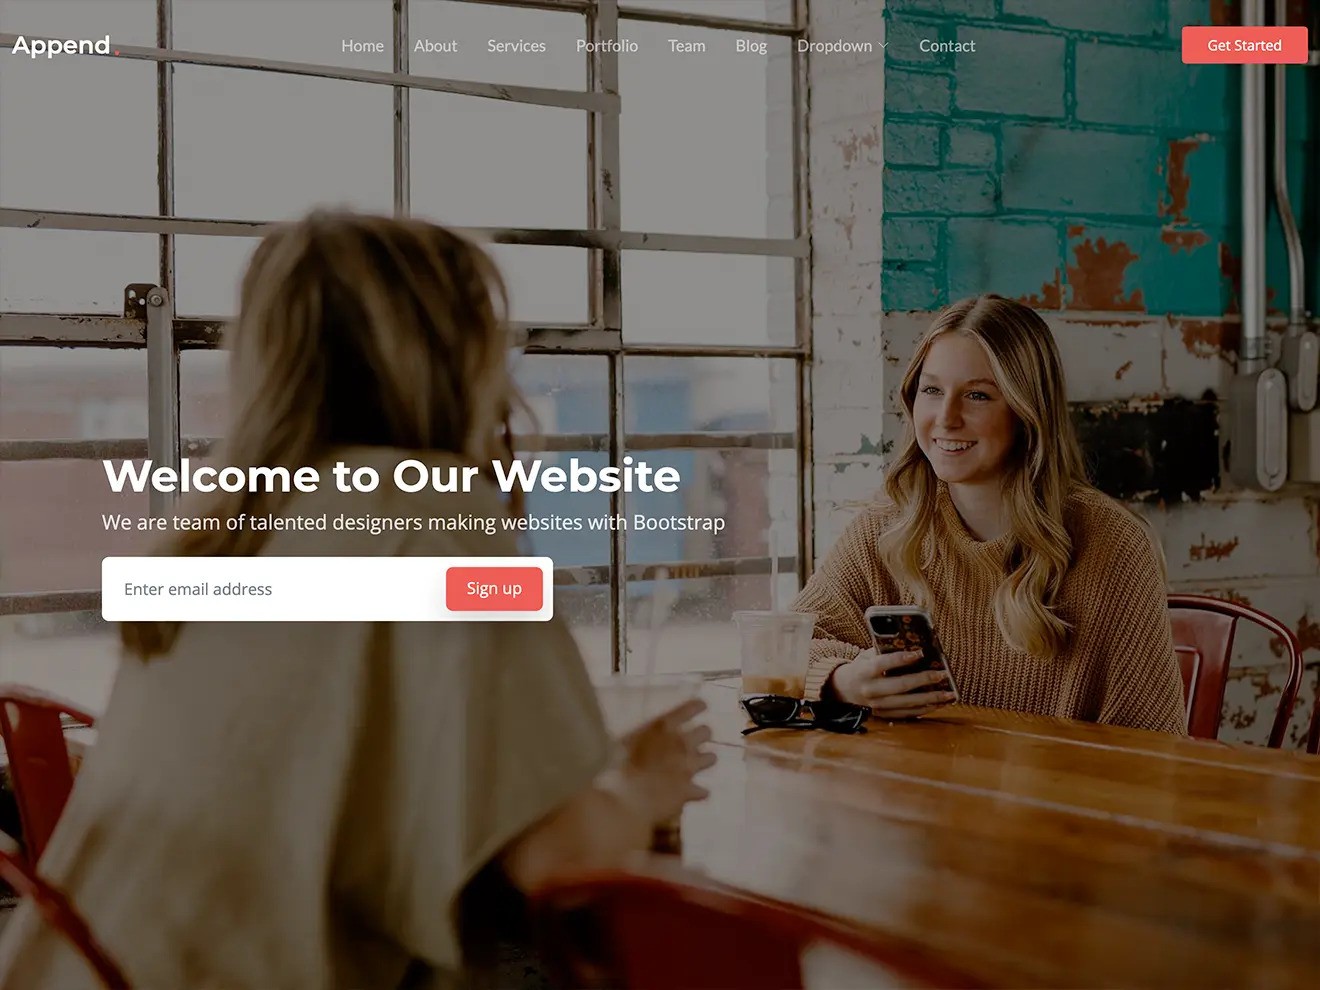 Append.
Home About Services Portfolio Team Blog Dropdown Contact
Get Started
Welcome to Our Website
We are team of talented designers making websites with Bootstrap
Enter email address
Sign up